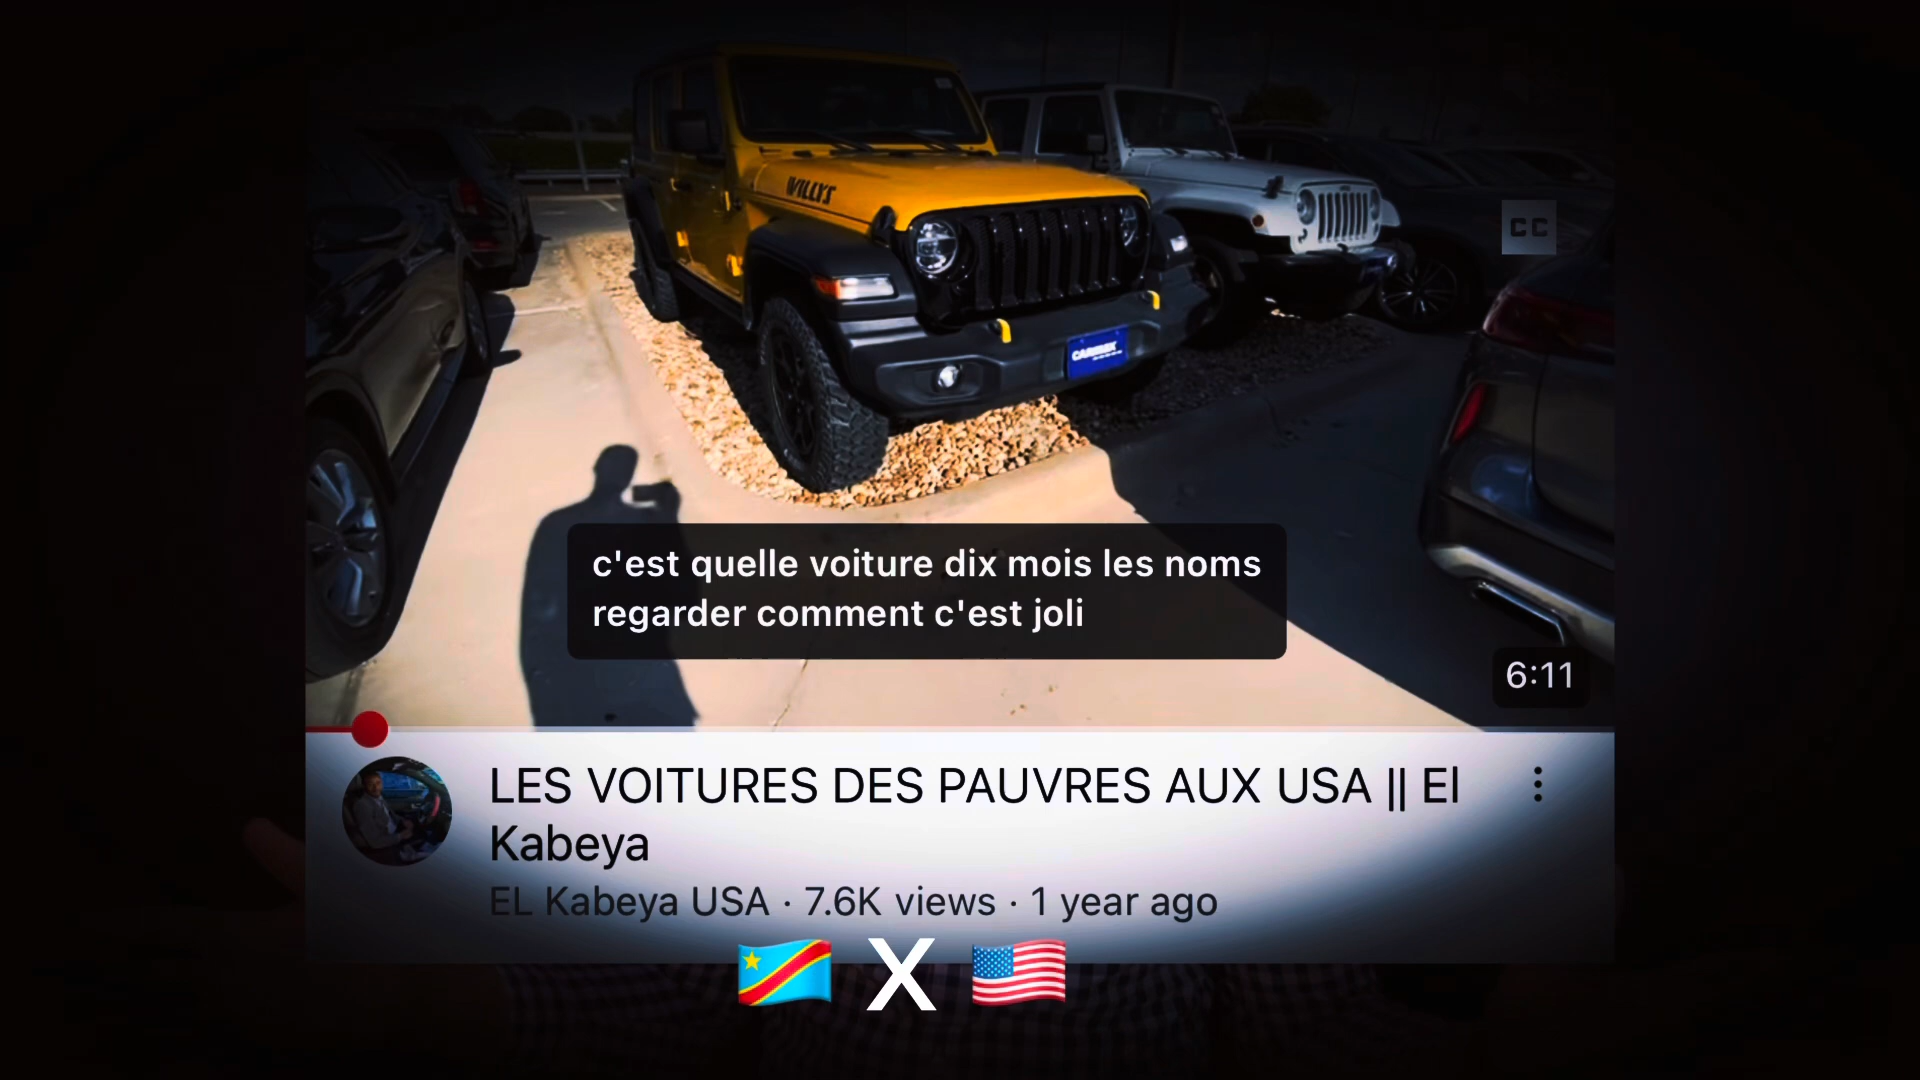 WILLYS
CC
CARMAX
c'est quelle voiture dix mois les noms
regarder comment c'est joli
6:11
LES VOITURES DES PAUVRES AUX USA || El
Kabeya
EL Kabeya USA · 7.6K views · 1 year ago
X